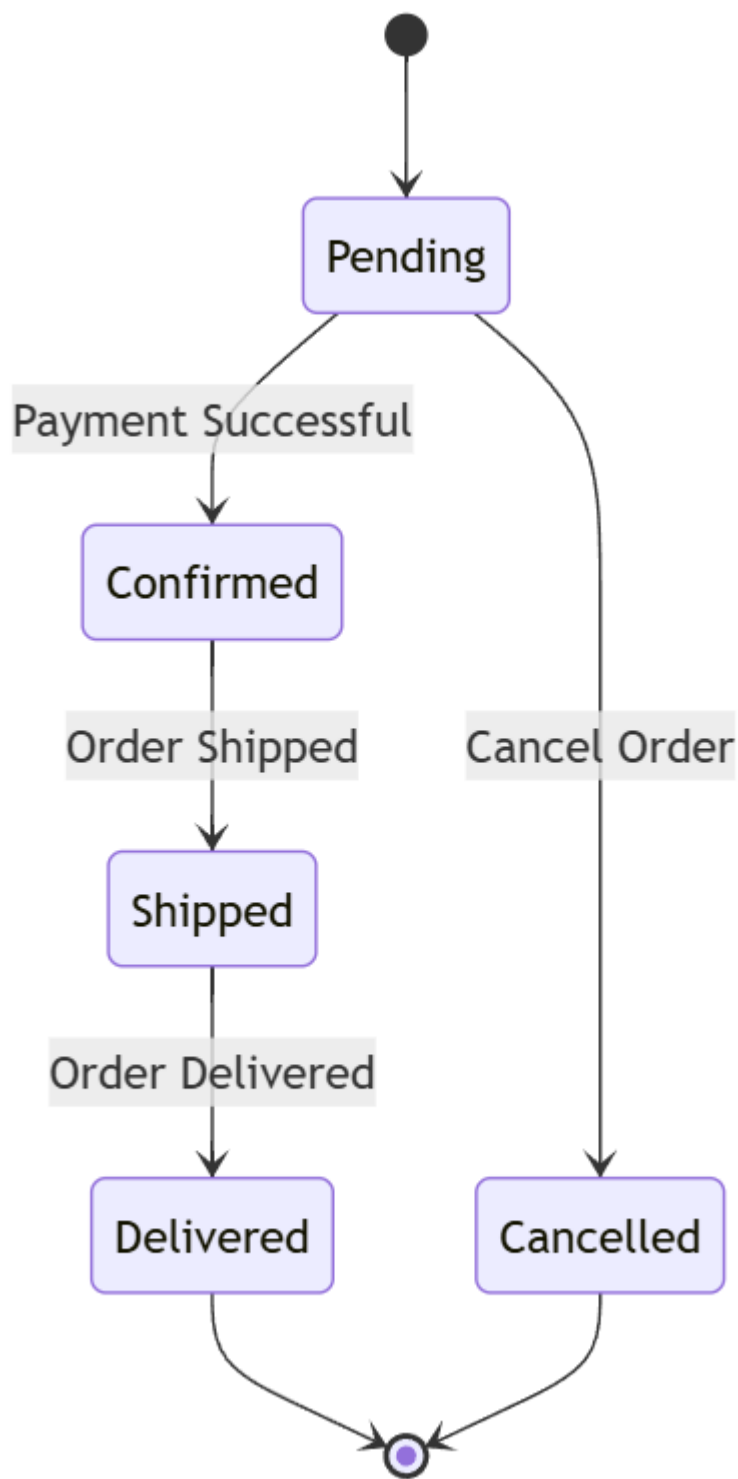 Pending
Payment Successful
Confirmed
Order Shipped
Cancel Order
Shipped
Order Delivered
Delivered
Cancelled